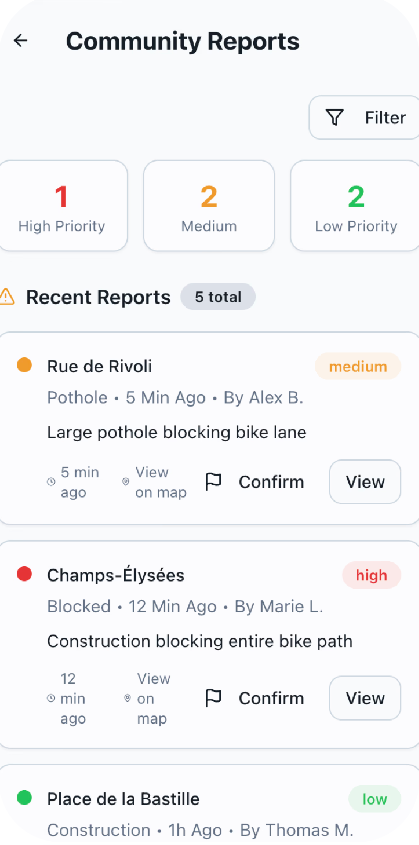 Community Reports
Filter
1
High Priority
2
Medium
2
Low Priority
Recent Reports
5 total
Rue de Rivoli
medium
Pothole • 5 Min Ago • By Alex B.
Large pothole blocking bike lane
5 min
ago
View
on map
Confirm
View
Champs-Élysées
high
Blocked • 12 Min Ago • By Marie L.
Construction blocking entire bike path
12
min
ago
View
on
map
Confirm
View
Place de la Bastille
low
Construction • 1h Ago • By Thomas M.